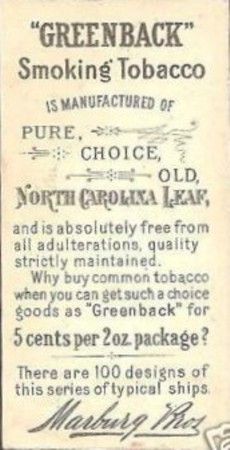 "GREENBACK"
Smoking Tobacco
IS MANUFACTURED OF
PURE,
CHOICE,
OLD,
NORTH CAROLINA LEAF,
and is absolutely free from
all adulterations, quality
strictly maintained.
Why buy common tobacco
when you can get such a choice
goods as "Greenback" for
5 cents per 2 oz. package?
There are 100 designs of
this series of typical ships.
Marburg Bros